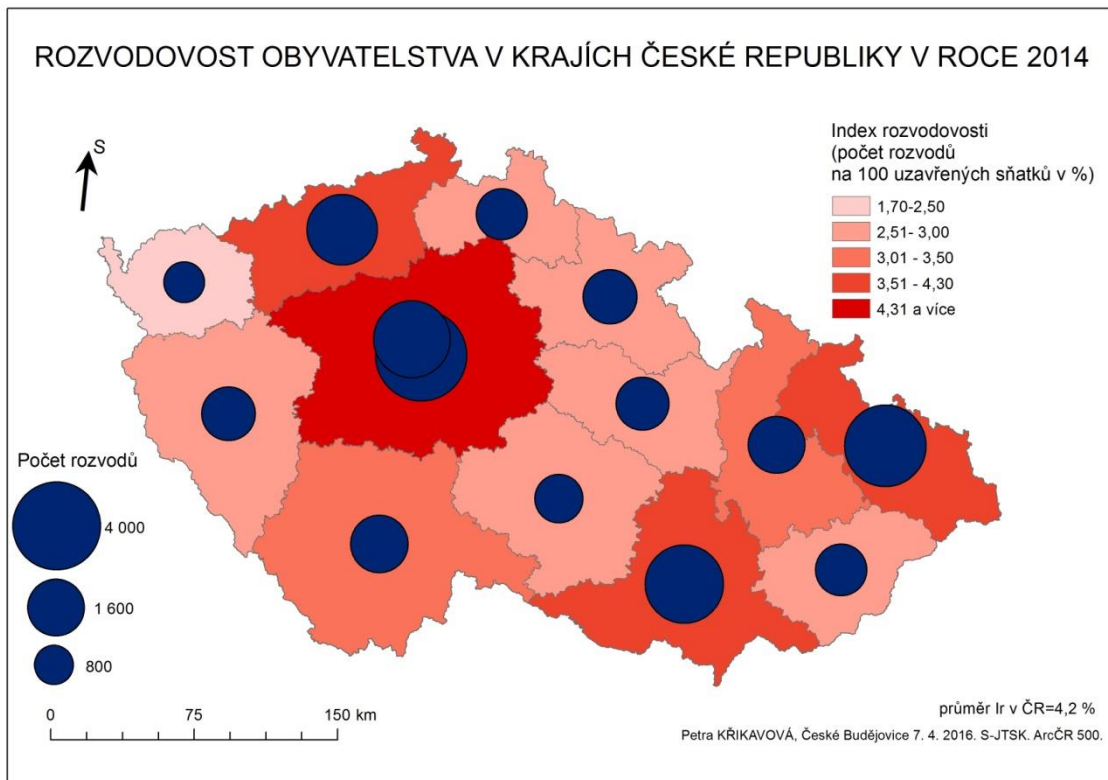 ROZVODOVOST OBYVATELSTVA V KRAJÍCH ČESKÉ REPUBLIKY V ROCE 2014
S
Index rozvodovosti
(počet rozvodů
na 100 uzavřených sňatků v %)
1,70-2,50
2,51- 3,00
3,01 - 3,50
3,51 - 4,30
4,31 a více
Počet rozvodů
4 000
1 600
800
0 75 150 km
průměr Ir v ČR=4,2 %
Petra KŘIKAVOVÁ, České Budějovice 7. 4. 2016. S-JTSK. ArcČR 500.